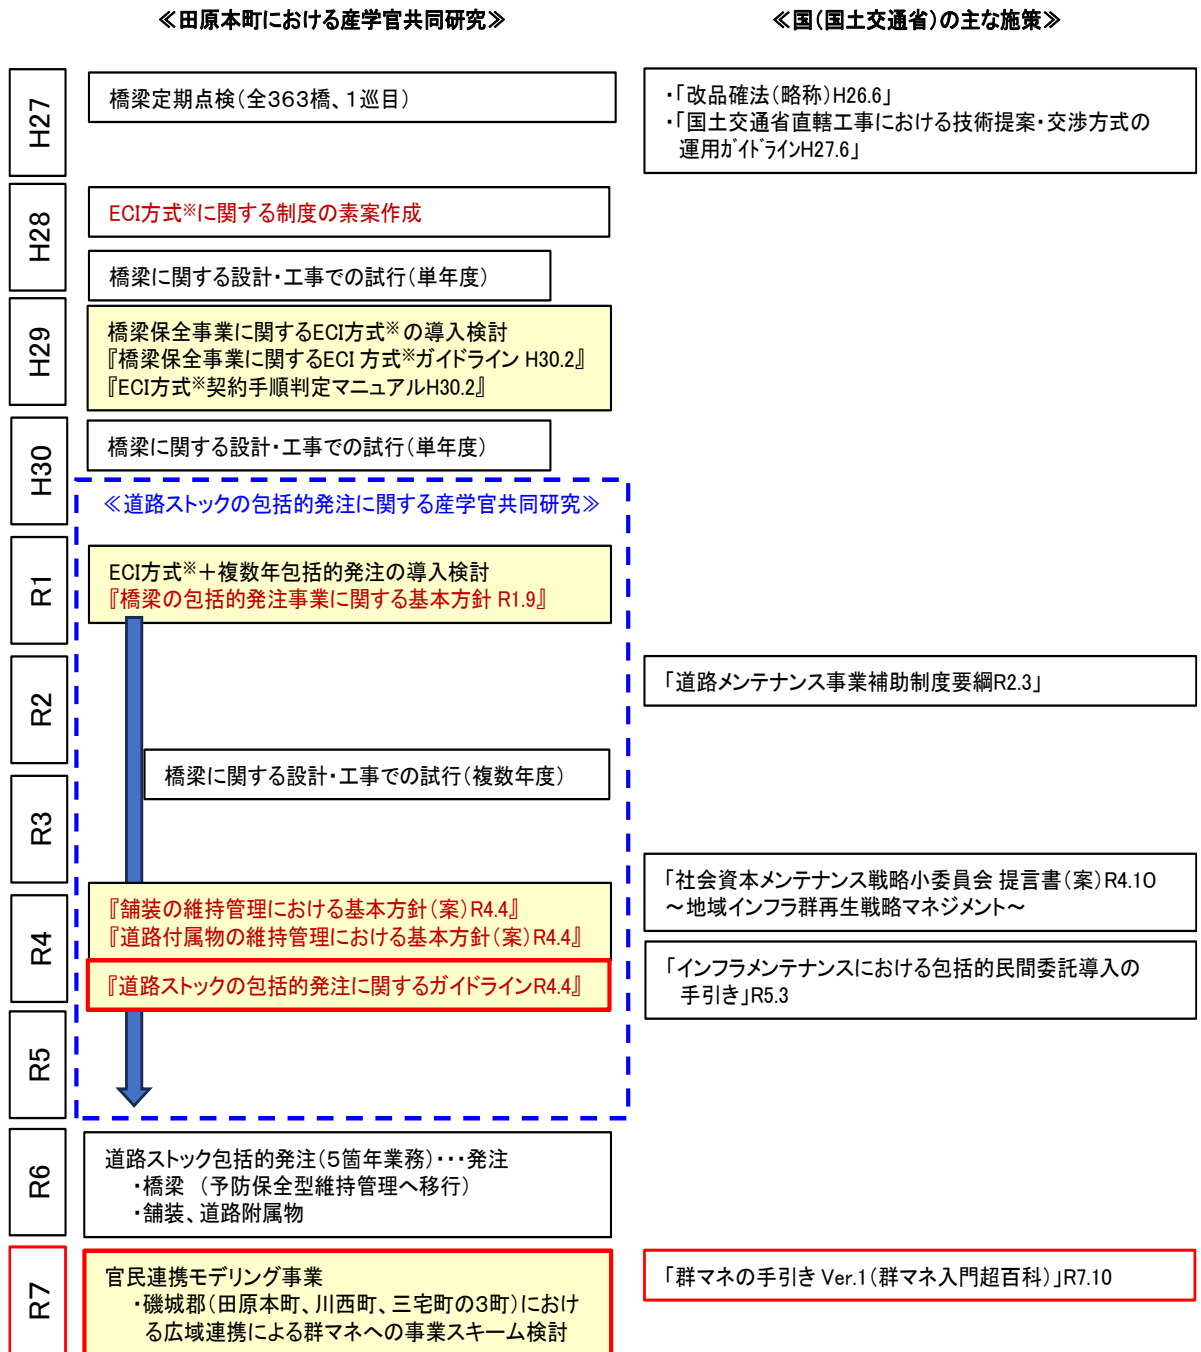 ≪田原本町における産学官共同研究≫
≪国(国土交通省)の主な施策≫
H27
橋梁定期点検(全363橋、1巡目)
・「改品確法(略称)H26.6」
・「国土交通省直轄工事における技術提案・交渉方式の
運用ガイドラインH27.6」
H28
ECI方式※に関する制度の素案作成
橋梁に関する設計・工事での試行(単年度)
H29
橋梁保全事業に関するECI方式※の導入検討
『橋梁保全事業に関するECI 方式※ガイドライン H30.2』
『ECI方式※契約手順判定マニュアルH30.2』
H30
橋梁に関する設計・工事での試行(単年度)
≪道路ストックの包括的発注に関する産学官共同研究≫
R1
ECI方式※+複数年包括的発注の導入検討
『橋梁の包括的発注事業に関する基本方針 R1.9』
R2
「道路メンテナンス事業補助制度要綱R2.3」
橋梁に関する設計・工事での試行(複数年度)
R3
R4
『舗装の維持管理における基本方針(案)R4.4』
『道路付属物の維持管理における基本方針(案)R4.4』
『道路ストックの包括的発注に関するガイドラインR4.4』
「社会資本メンテナンス戦略小委員会 提言書(案)R4.10
~地域インフラ群再生戦略マネジメント~
「インフラメンテナンスにおける包括的民間委託導入の
手引き」R5.3
R5
R6
道路ストック包括的発注(5箇年業務)・・・発注
・橋梁 (予防保全型維持管理へ移行)
・舗装、道路附属物
R7
官民連携モデリング事業
・磯城郡(田原本町、川西町、三宅町の3町)におけ
る広域連携による群マネへの事業スキーム検討
「群マネの手引き Ver.1(群マネ入門超百科)」R7.10